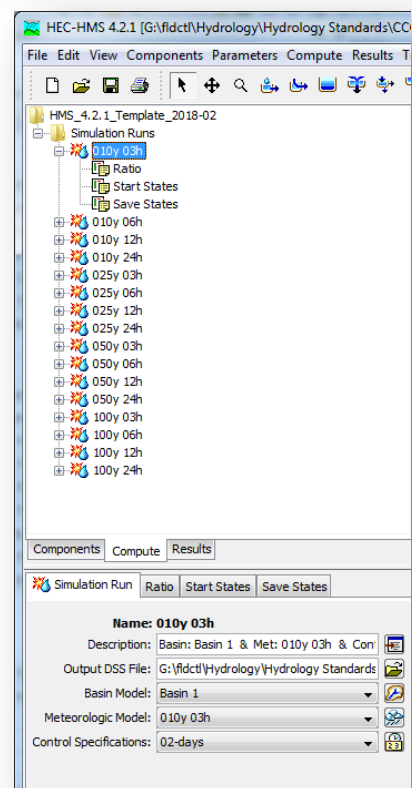 HEC-HMS 4.2.1 [G:\fldctl\Hydrology\Hydrology Standards\CCO
File Edit View Components Parameters Compute Results T
HMS_4.2.1_Template_2018-02
Simulation Runs
010y 03h
Ratio
Start States
Save States
010y 06h
010y 12h
010y 24h
025y 03h
025y 06h
025y 12h
025y 24h
050y 03h
050y 06h
050y 12h
050y 24h
100y 03h
100y 06h
100y 12h
100y 24h
Components Compute Results
Simulation Run Ratio Start States Save States
Name: 010y 03h
Description: Basin: Basin 1 & Met: 010y 03h & Con
Output DSS File: G:\fldctl\Hydrology\Hydrology Standards
Basin Model: Basin 1
Meteorologic Model: 010y 03h
Control Specifications: 02-days